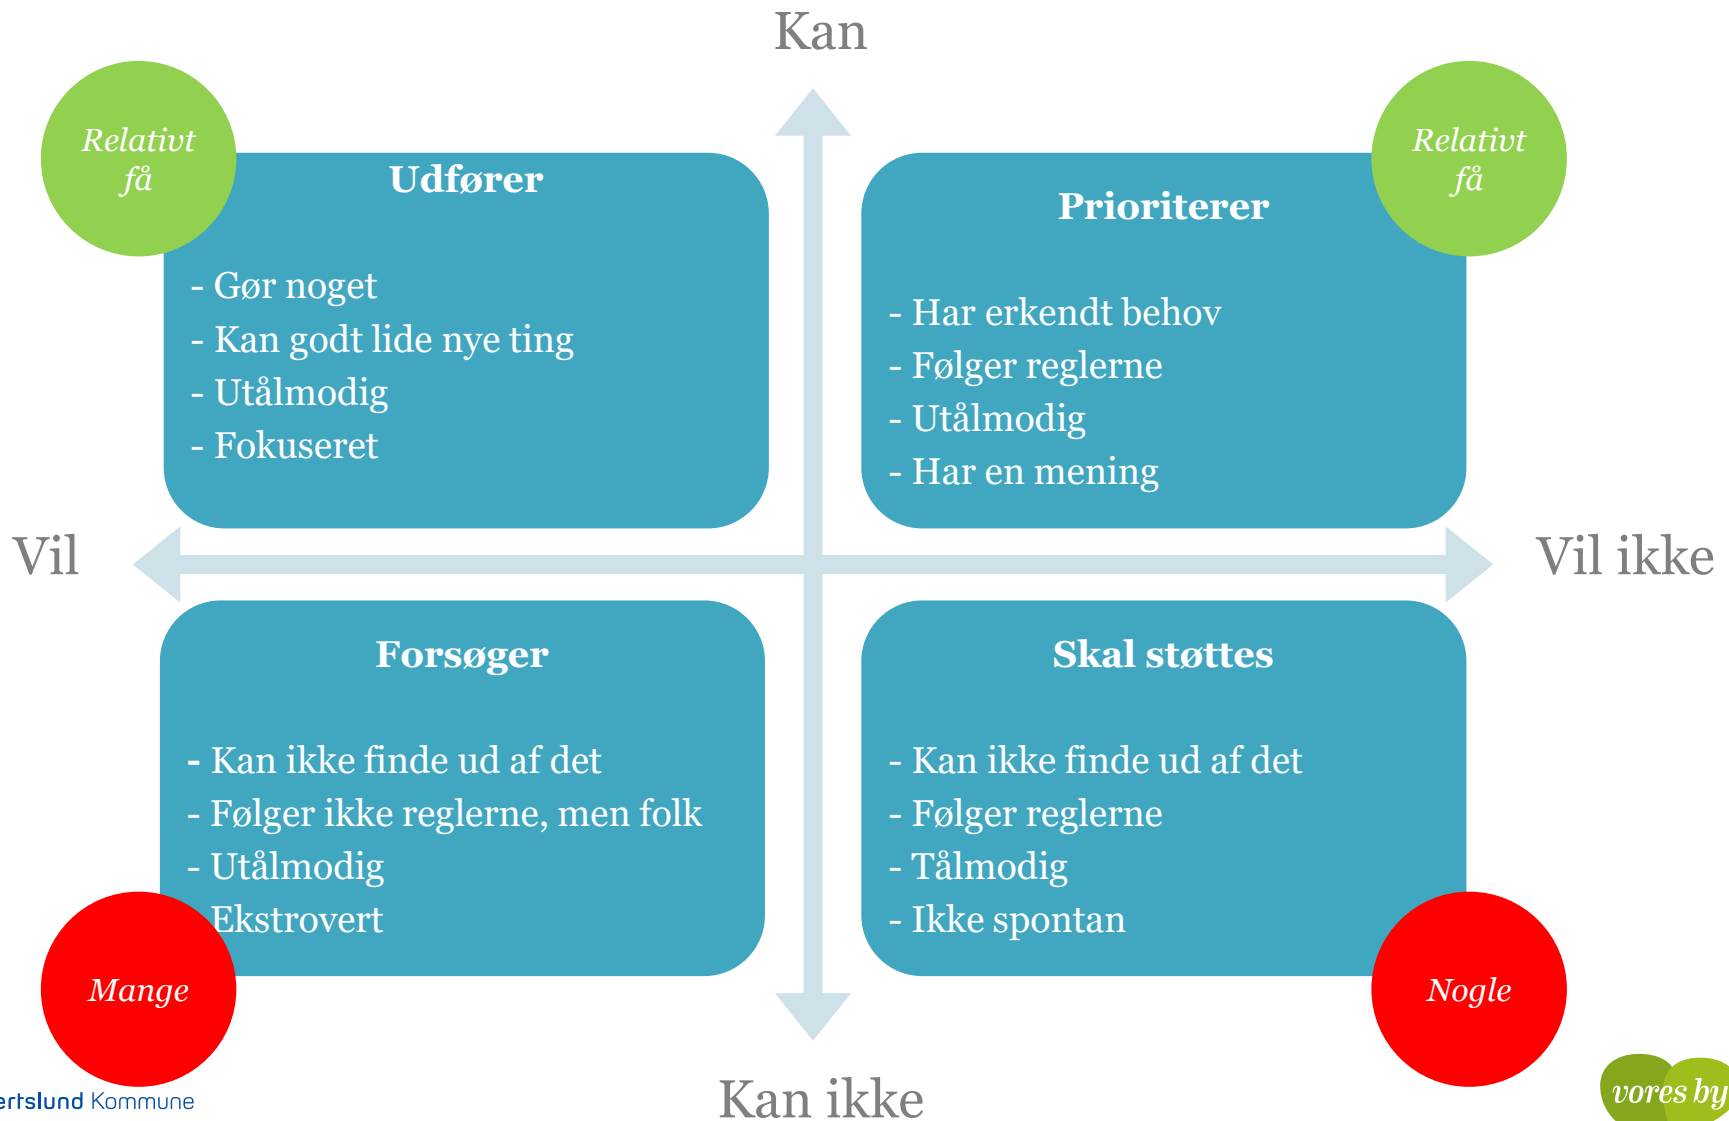 Kan
Relativt
få
Udfører
- Gør noget
- Kan godt lide nye ting
- Utålmodig
- Fokuseret
Relativt
få
Prioriterer
- Har erkendt behov
- Følger reglerne
- Utålmodig
- Har en mening
Vil
Vil ikke
Forsøger
- Kan ikke finde ud af det
- Følger ikke reglerne, men folk
- Utålmodig
Ekstrovert
Mange
Skal støttes
- Kan ikke finde ud af det
- Følger reglerne
- Tålmodig
- Ikke spontan
Nogle
Kan ikke
ertslund Kommune
vores by